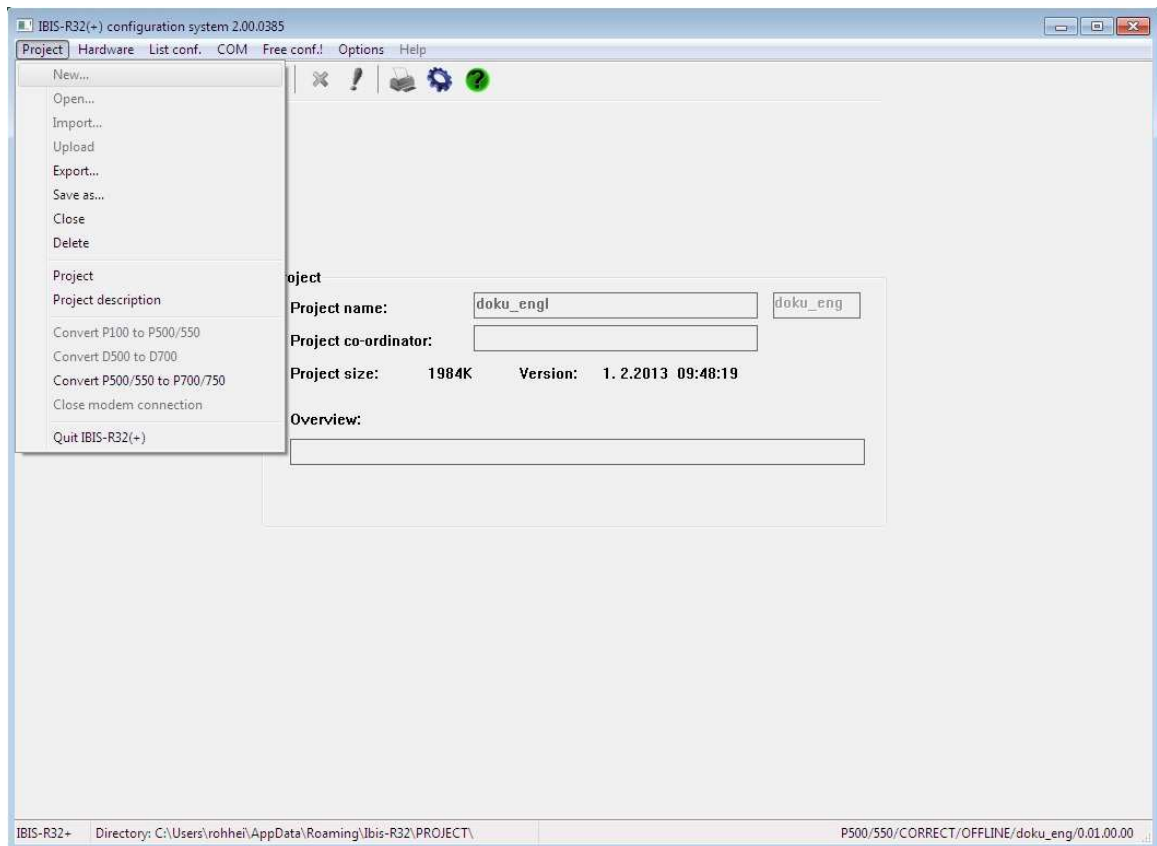 IBIS-R32(+) configuration system 2.00.0385
Project Hardware List conf. COM Free conf.! Options Help
New...
Open...
Import...
Upload
Export...
Save as...
Close
Delete
Project
Project description
Convert P100 to P500/550
Convert D500 to D700
Convert P500/550 to P700/750
Close modem connection
Quit IBIS-R32(+)
oject
Project name: doku_engl doku_eng
Project co-ordinator:
Project size: 1984K Version: 1. 2.2013 09:48:19
Overview:
IBIS-R32+ Directory: C:\Users\rohhei\AppData\Roaming\Ibis-R32\PROJECT\ P500/550/CORRECT/OFFLINE/doku_eng/0.01.00.00